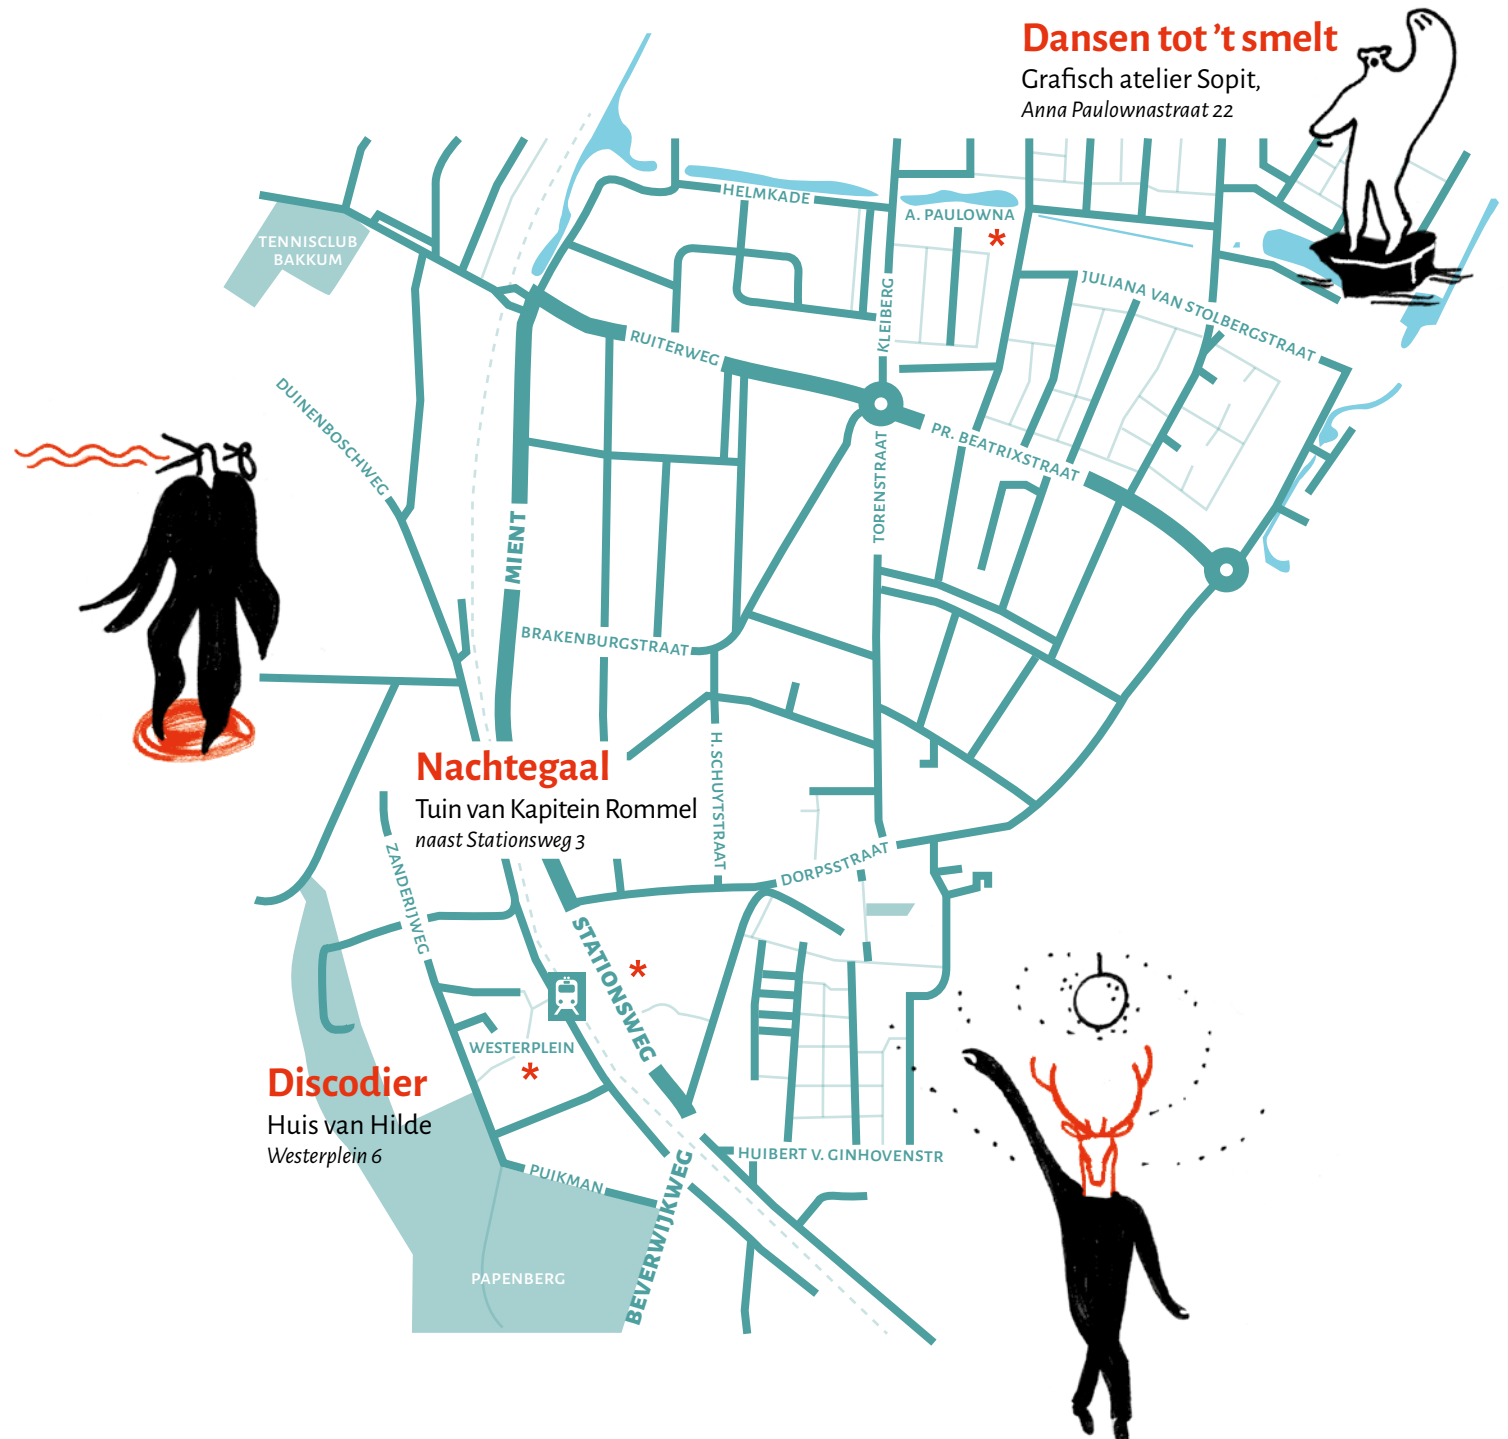 Dansen tot ’t smelt
Grafisch atelier Sopit,
Anna Paulownastraat 22
HELMKADE
A. PAULOWNA
*
TENNISCLUB
BAKKUM
JULIANA VAN STOLBERGSTRAAT
KLEIBERG
RUITERWEG
DUINENBOSCHWEG
PR. BEATRIXSTRAAT
TORENSTRAAT
MIENT
BRAKENBURGSTRAAT
Nachtegaal
Tuin van Kapitein Rommel
naast Stationsweg 3
H. SCHUYTSTRAAT
ZANDERIJWEG
DORPSSTRAAT
STATIONSWEG
*
WESTERPLEIN
*
Discodier
Huis van Hilde
Westerplein 6
HUIBERT V. GINHOVENSTR
PUIKMAN
BEVERWIJKWEG
PAPENBERG